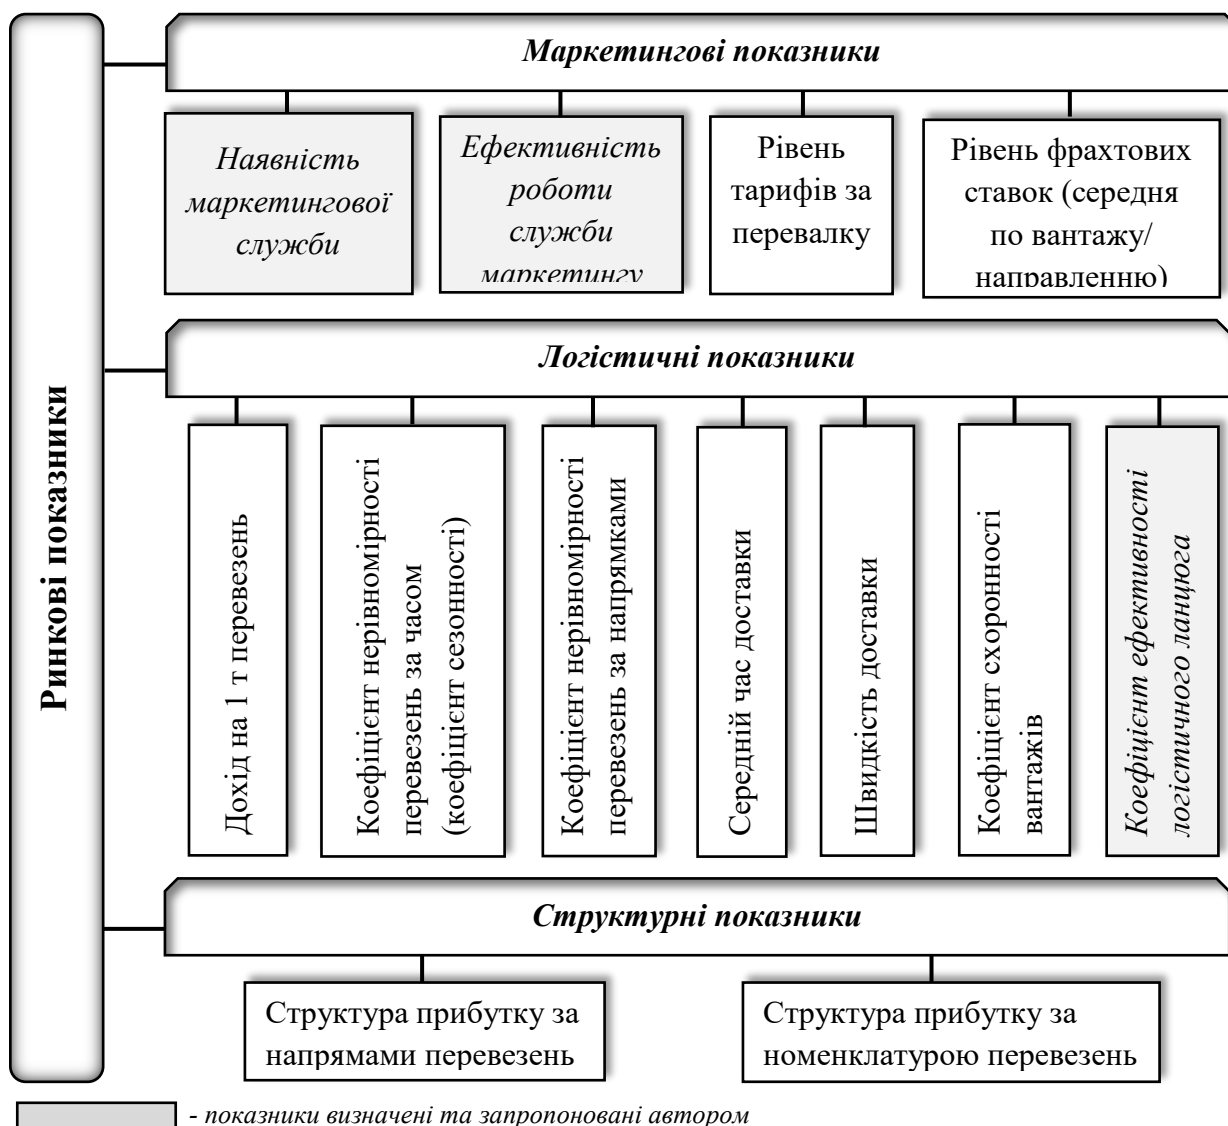 Ринкові показники
Маркетингові показники
Наявність
маркетингової
служби
Ефективність
роботи
служби
маркетингу
Рівень
тарифів за
перевалку
Рівень фрахтових
ставок (середня
по вантажу/
направленню)
Логістичні показники
Дохід на 1 т перевезень
Коефіцієнт нерівномірності
перевезень за часом
(коефіцієнт сезонності)
Коефіцієнт нерівномірності
перевезень за напрямками
Середній час доставки
Швидкість доставки
Коефіцієнт схоронності
вантажів
Коефіцієнт ефективності
логістичного ланцюга
Структурні показники
Структура прибутку за
напрямами перевезень
Структура прибутку за
номенклатурою перевезень
- показники визначені та запропоновані автором